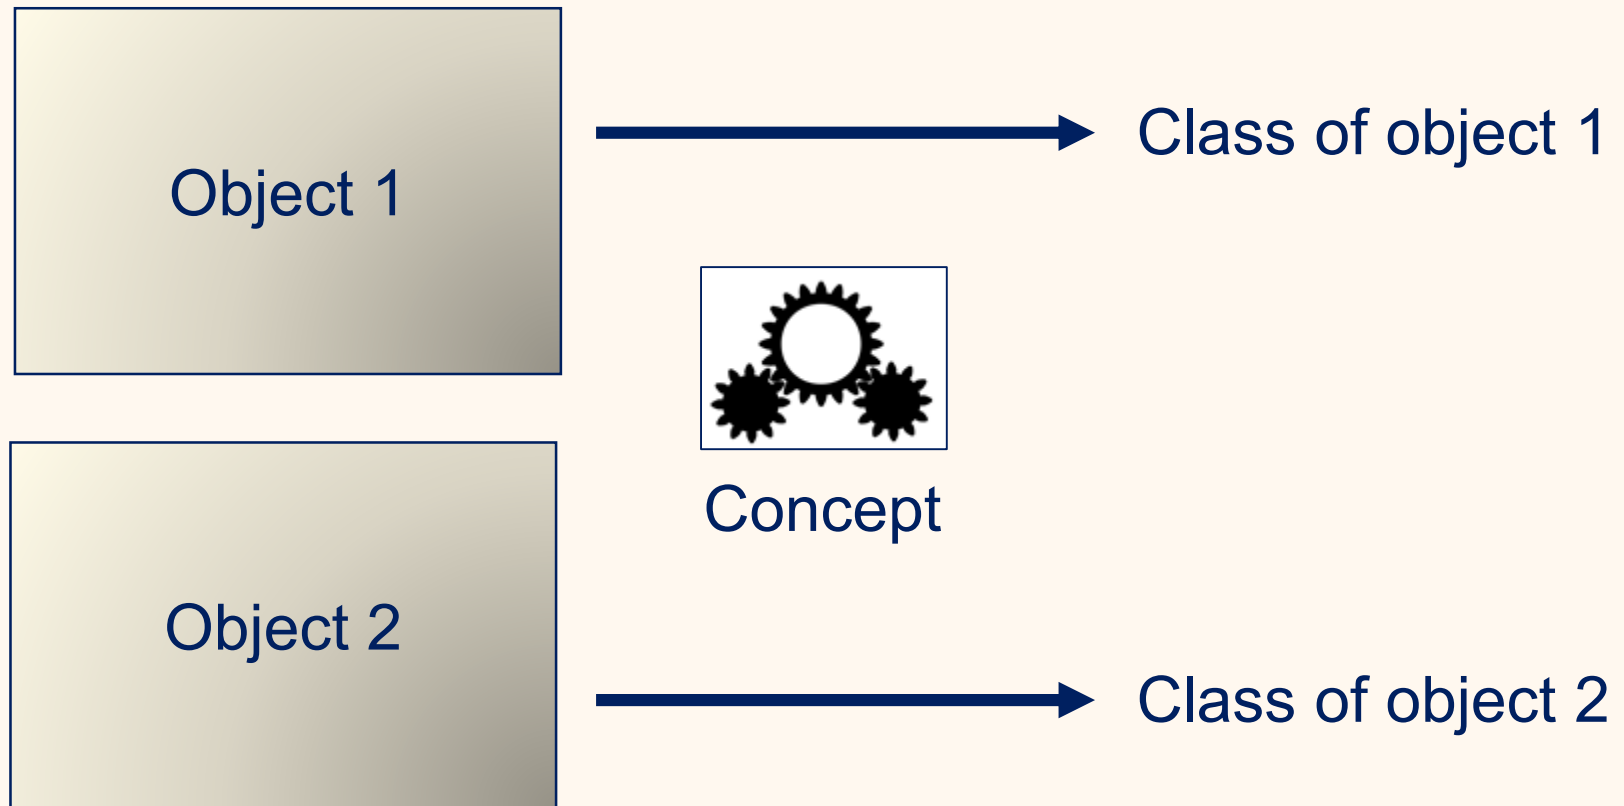 Object 1
Class of object 1
Concept
Object 2
Class of object 2